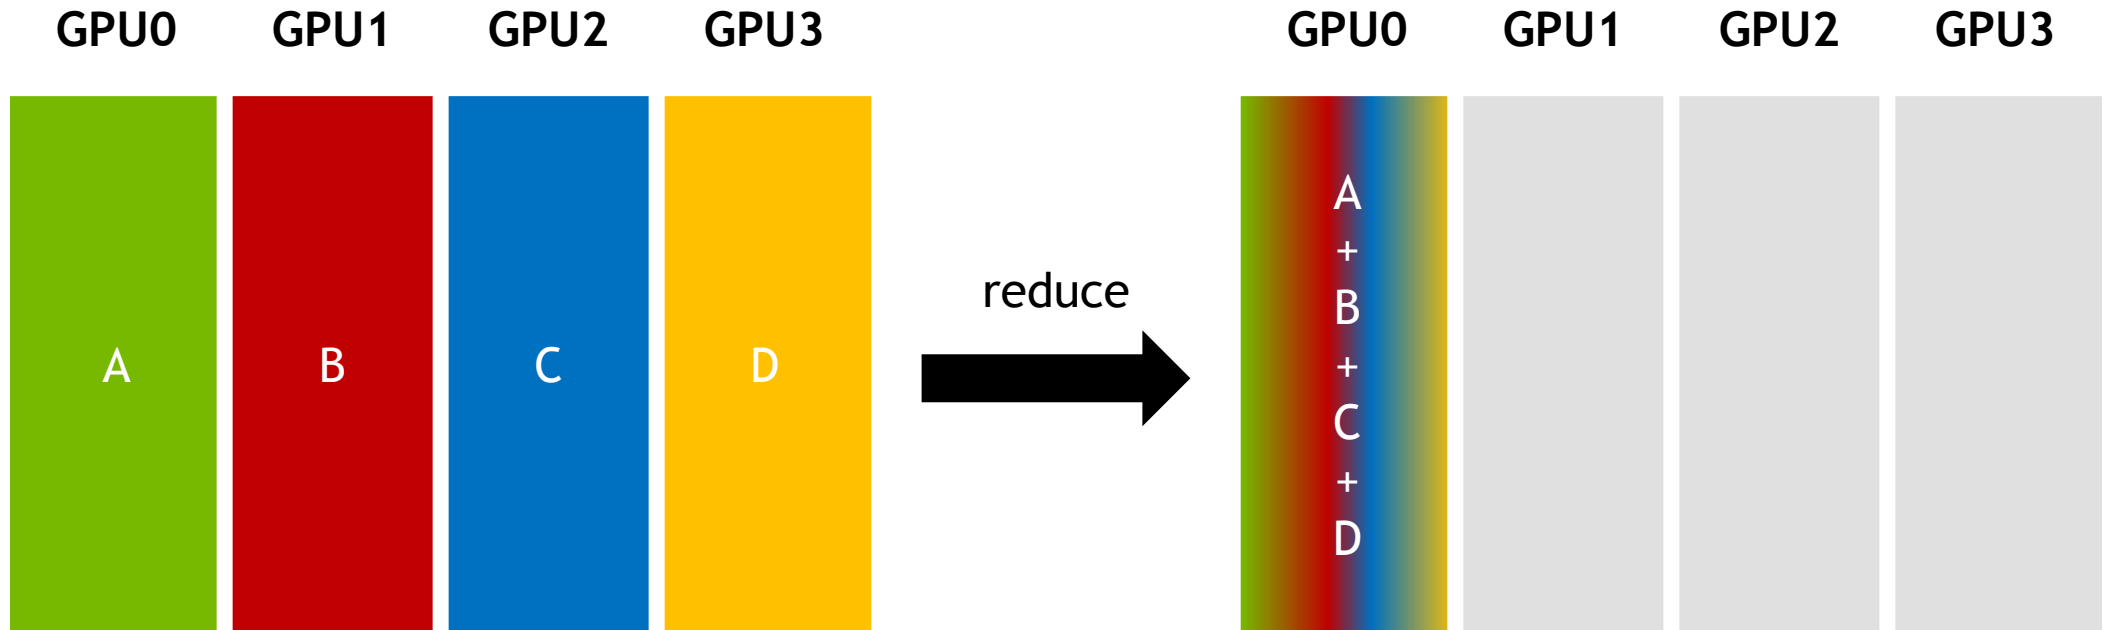 GPU0 GPU1 GPU2 GPU3
A B C D
reduce
GPU0 GPU1 GPU2 GPU3
A
+
B
+
C
+
D